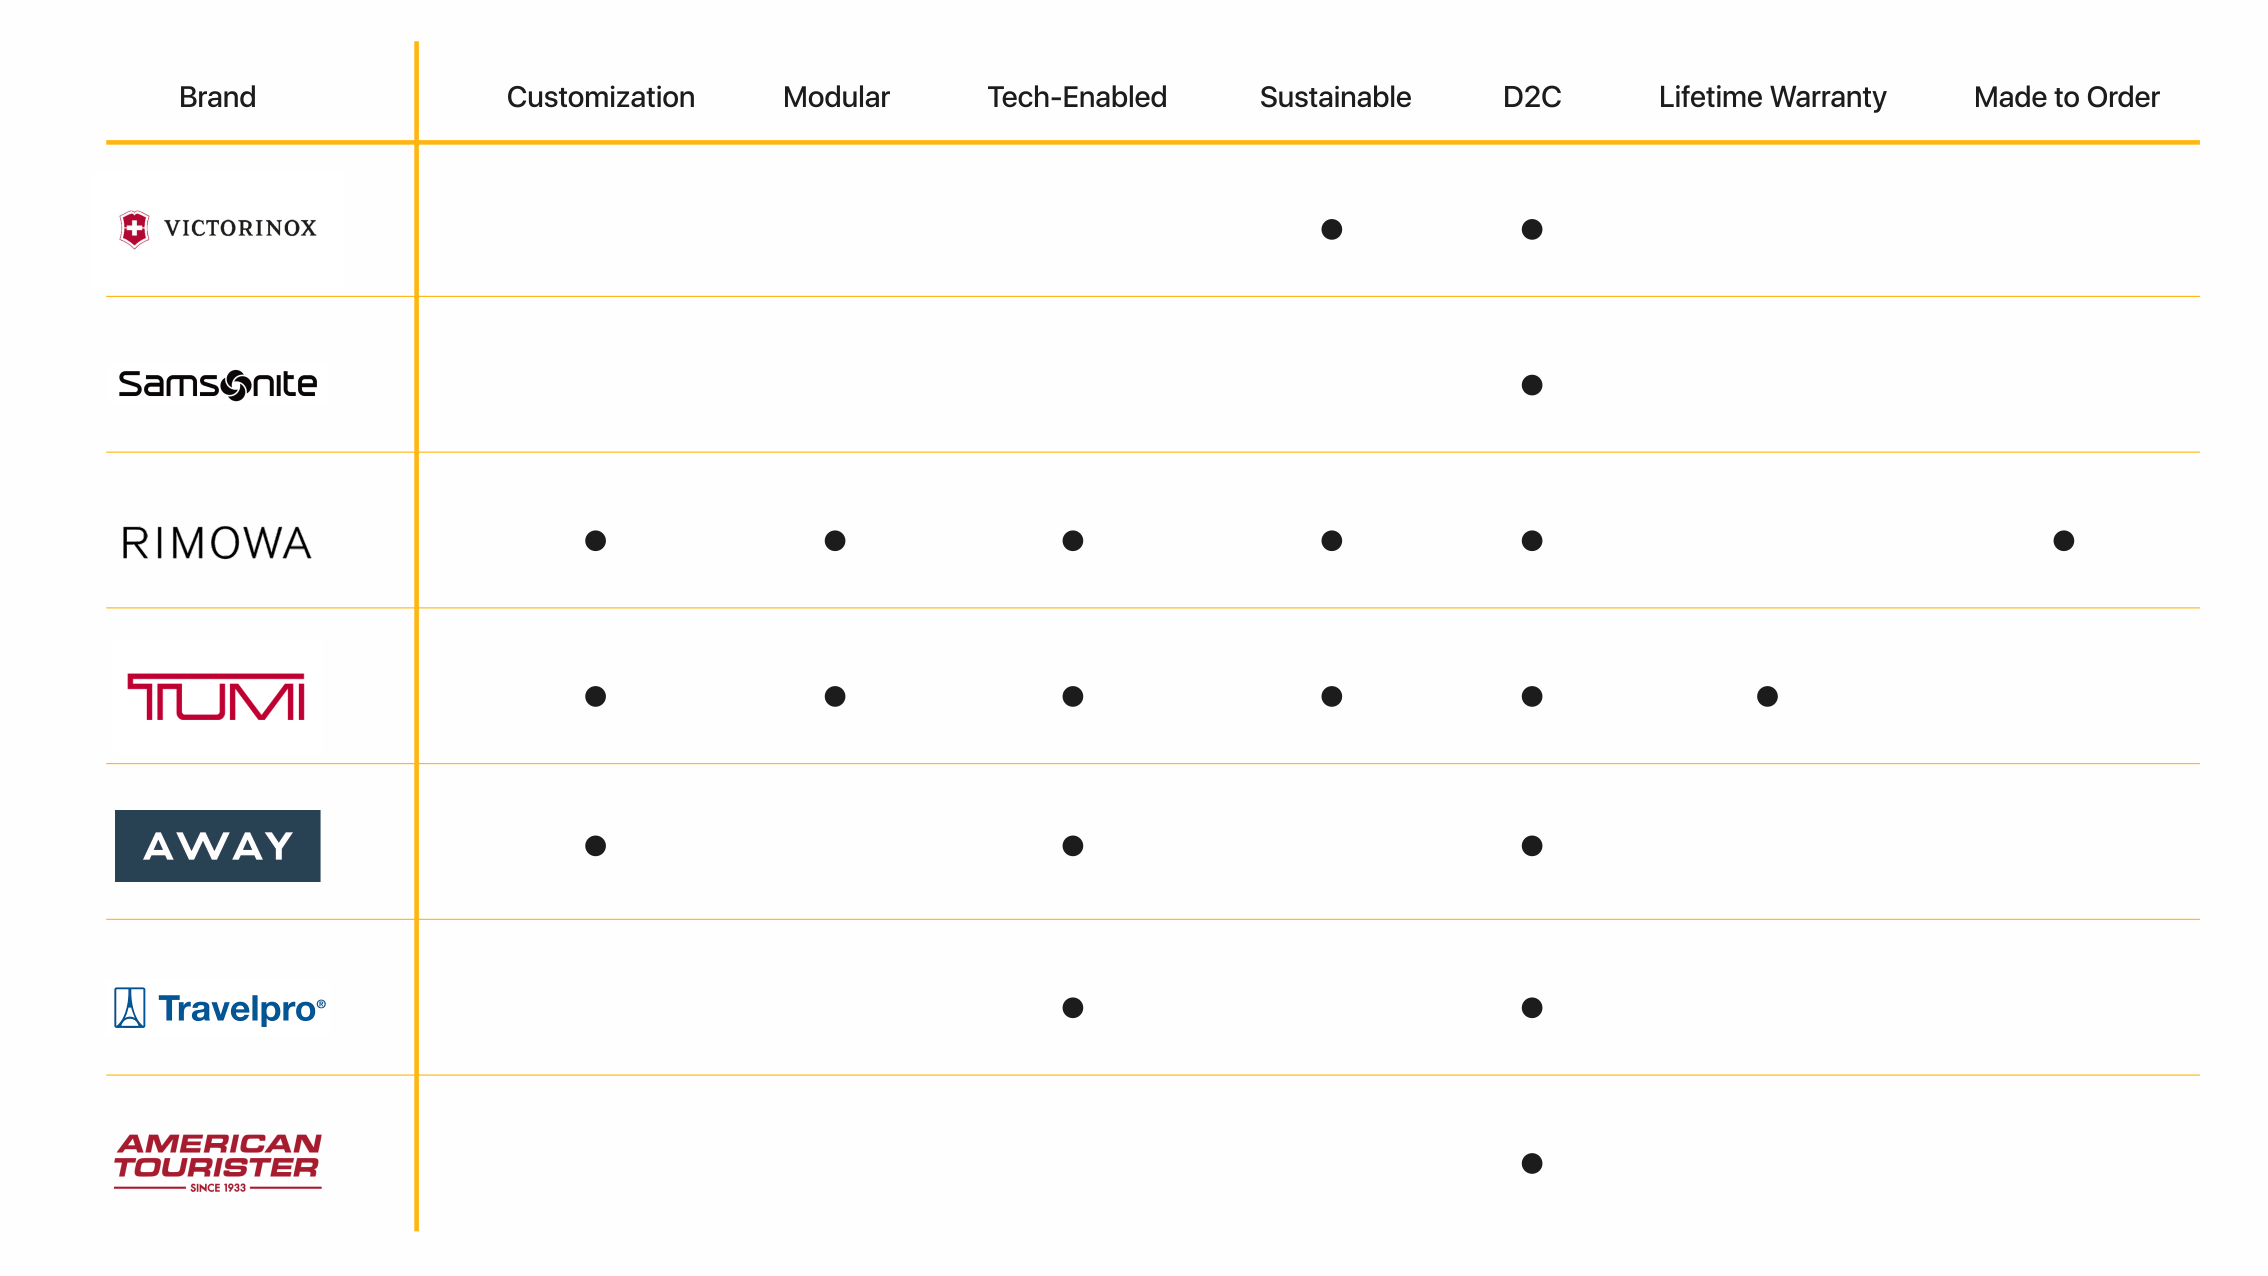 Brand Customization Modular Tech-Enabled Sustainable D2C Lifetime Warranty Made to Order
VICTORINOX
Samsonite
RIMOWA
TUMI
AWAY
Travelpro®
AMERICAN
TOURISTER
SINCE 1933